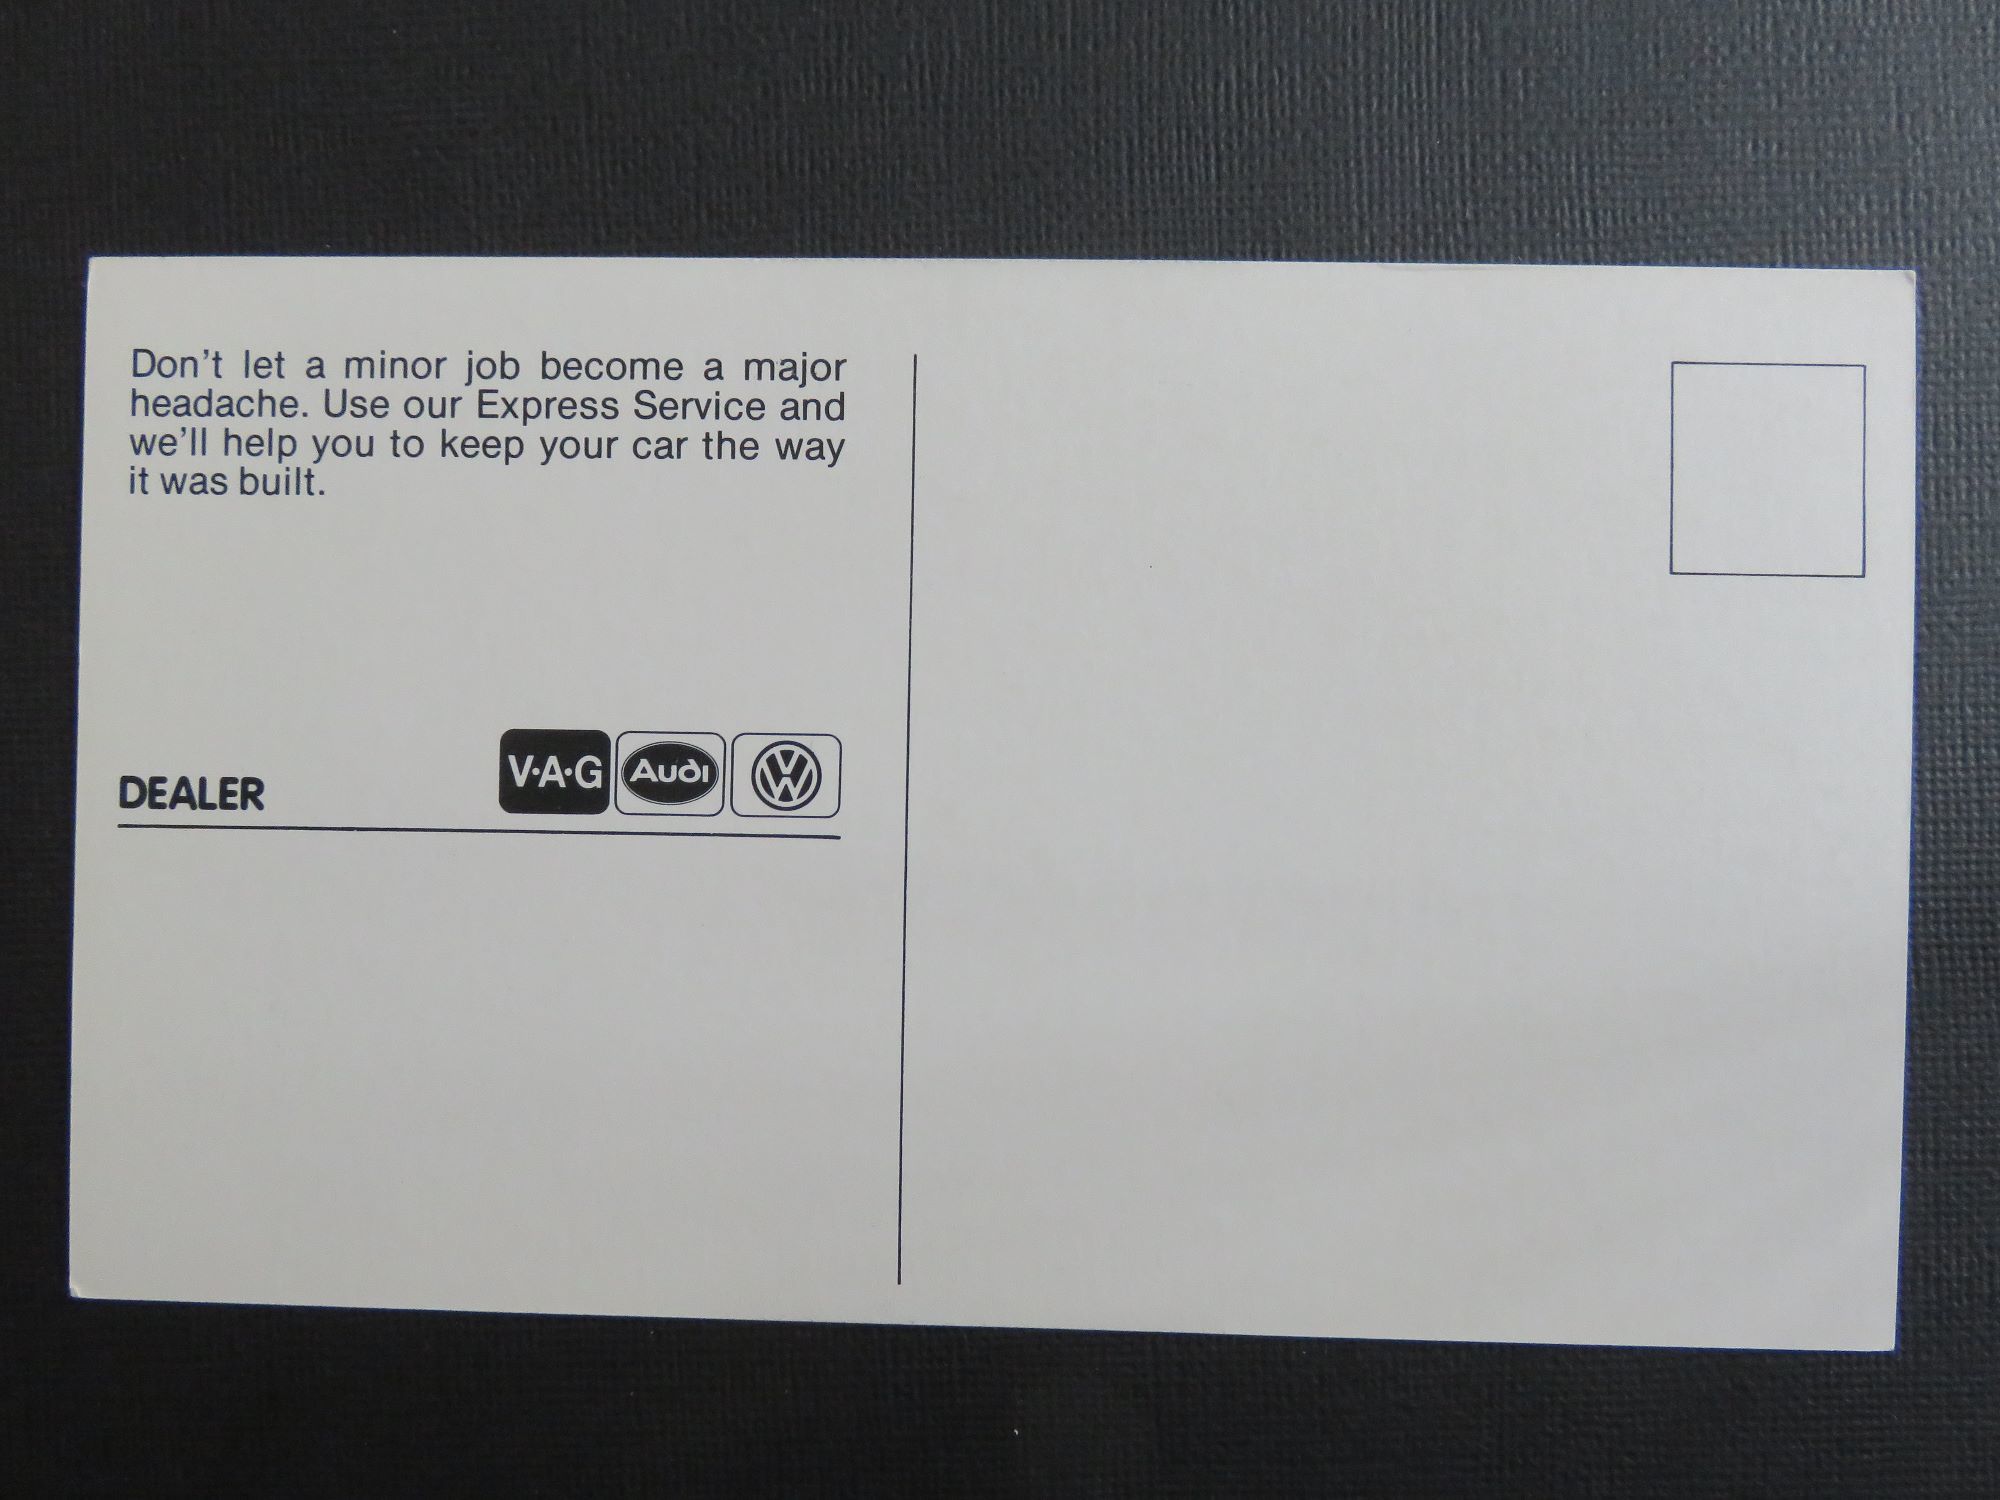 Don't let a minor job become a major
headache. Use our Express Service and
we'll help you to keep your car the way
it was built.
DEALER
V·A·G
Audi
VW